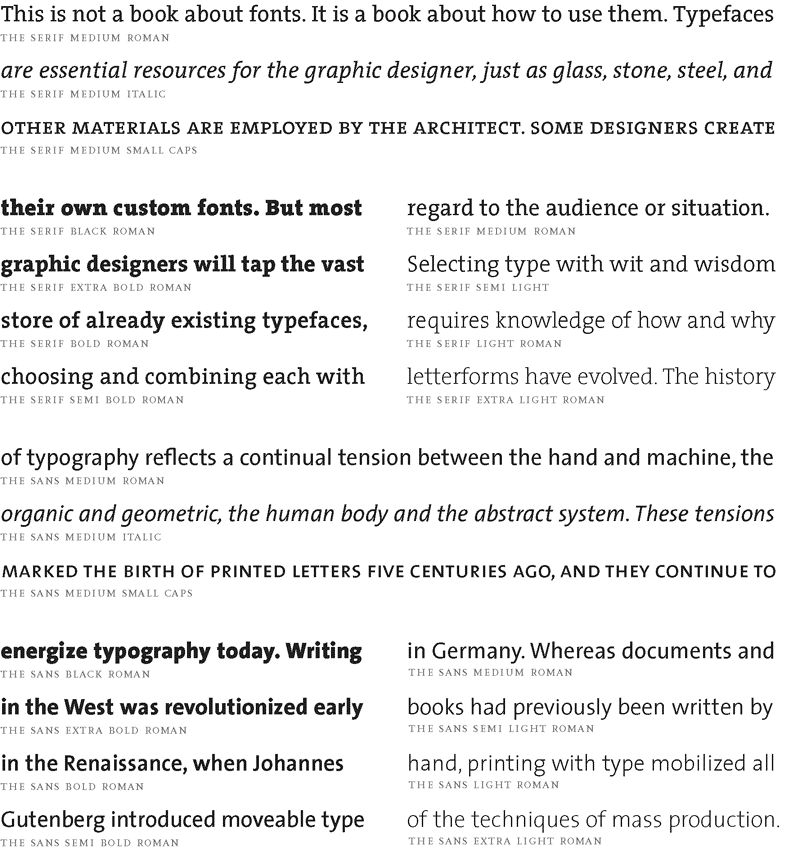 This is not a book about fonts. It is a book about how to use them. Typefaces
THE SERIF MEDIUM ROMAN
are essential resources for the graphic designer, just as glass, stone, steel, and
THE SERIF MEDIUM ITALIC
OTHER MATERIALS ARE EMPLOYED BY THE ARCHITECT. SOME DESIGNERS CREATE
THE SERIF MEDIUM SMALL CAPS
their own custom fonts. But most
THE SERIF BLACK ROMAN
graphic designers will tap the vast
THE SERIF EXTRA BOLD ROMAN
store of already existing typefaces,
THE SERIF BOLD ROMAN
choosing and combining each with
THE SERIF SEMI BOLD ROMAN
regard to the audience or situation.
THE SERIF MEDIUM ROMAN
Selecting type with wit and wisdom
THE SERIF SEMI LIGHT
requires knowledge of how and why
THE SERIF LIGHT ROMAN
letterforms have evolved. The history
THE SERIF EXTRA LIGHT ROMAN
of typography reflects a continual tension between the hand and machine, the
THE SANS MEDIUM ROMAN
organic and geometric, the human body and the abstract system. These tensions
THE SANS MEDIUM ITALIC
MARKED THE BIRTH OF PRINTED LETTERS FIVE CENTURIES AGO, AND THEY CONTINUE TO
THE SANS MEDIUM SMALL CAPS
energize typography today. Writing
THE SANS BLACK ROMAN
in the West was revolutionized early
THE SANS EXTRA BOLD ROMAN
in the Renaissance, when Johannes
THE SANS BOLD ROMAN
Gutenberg introduced moveable type
THE SANS SEMI BOLD ROMAN
in Germany. Whereas documents and
THE SANS MEDIUM ROMAN
books had previously been written by
THE SANS SEMI LIGHT ROMAN
hand, printing with type mobilized all
THE SANS LIGHT ROMAN
of the techniques of mass production.
THE SANS EXTRA LIGHT ROMAN